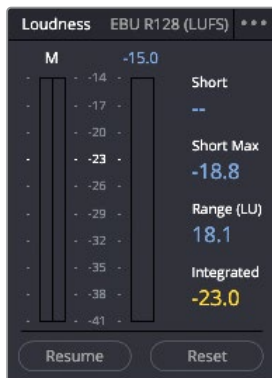 Loudness EBU R128 (LUFS) •••
M -15.0
- -14 -
- -17 -
- -20 -
- -23 -
- -26 -
- -29 -
- -32 -
- -35 -
- -38 -
- -41 -
Short
--
Short Max
-18.8
Range (LU)
18.1
Integrated
-23.0
Resume Reset